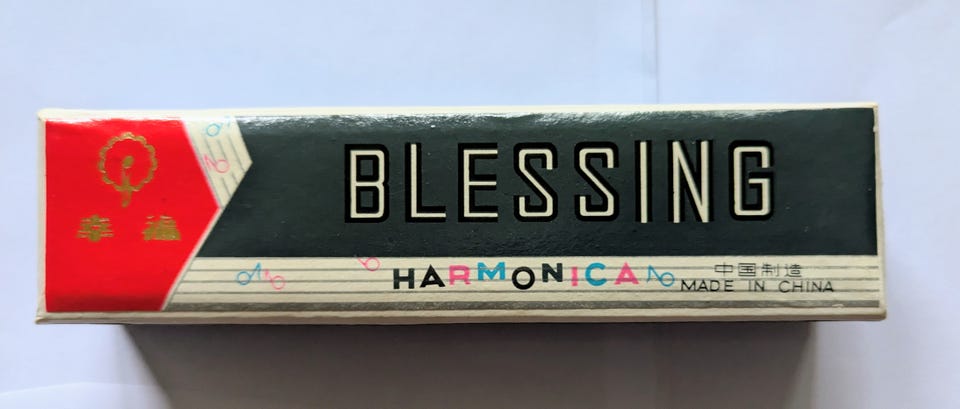 幸福
BLESSING
HARMONICA
中国制造
MADE IN CHINA